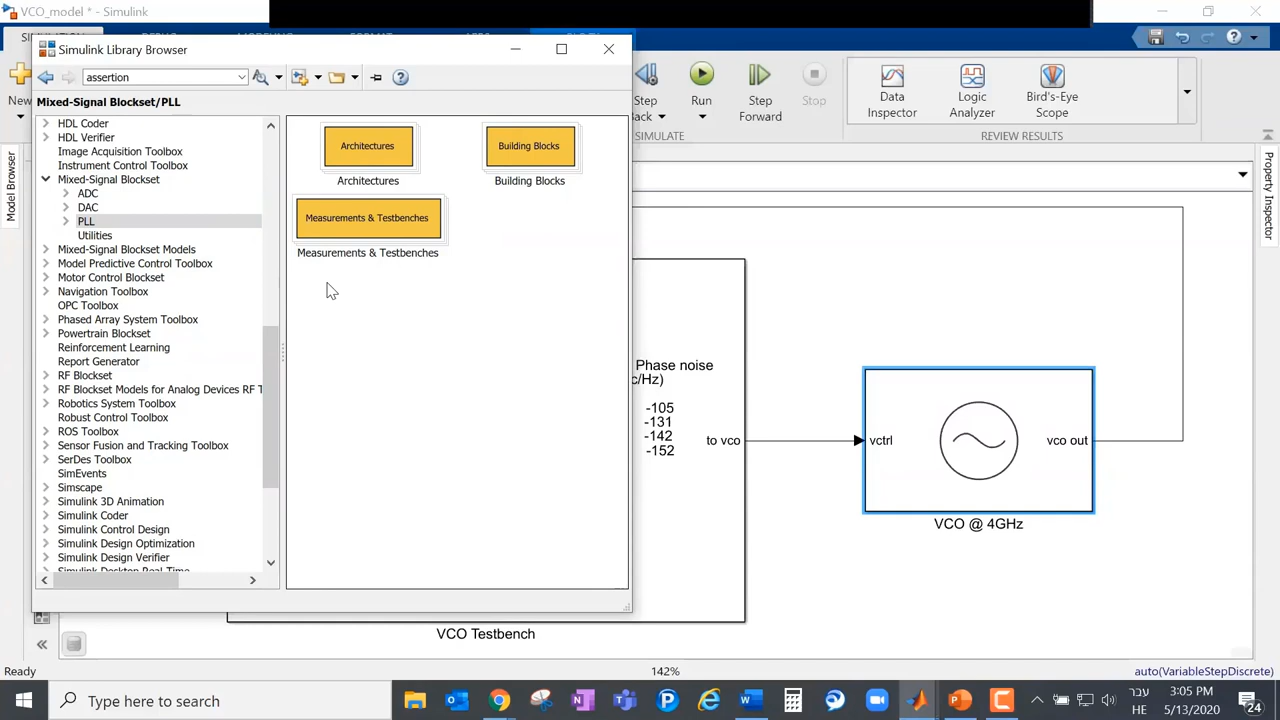 VCO_model * - Simulink
Simulink Library Browser
assertion
Mixed-Signal Blockset/PLL
HDL Coder
HDL Verifier
Image Acquisition Toolbox
Instrument Control Toolbox
Mixed-Signal Blockset
ADC
DAC
PLL
Utilities
Mixed-Signal Blockset Models
Model Predictive Control Toolbox
Motor Control Blockset
Navigation Toolbox
OPC Toolbox
Phased Array System Toolbox
Powertrain Blockset
Reinforcement Learning
Report Generator
RF Blockset
RF Blockset Models for Analog Devices RF T
Robotics System Toolbox
Robust Control Toolbox
ROS Toolbox
Sensor Fusion and Tracking Toolbox
SerDes Toolbox
SimEvents
Simscape
Simulink 3D Animation
Simulink Coder
Simulink Control Design
Simulink Design Optimization
Simulink Design Verifier
Simulink Desktop Real-Time
Architectures
Architectures
Building Blocks
Building Blocks
Measurements & Testbenches
Measurements & Testbenches
New
Step
Back
Run
Step
Forward
Stop
SIMULATE
Data
Inspector
Logic
Analyzer
Bird's-Eye
Scope
REVIEW RESULTS
Model Browser
Property Inspector
Phase noise
c/Hz)
-105
-131
-142
-152
to vco
vctrl
vco out
VCO @ 4GHz
VCO Testbench
Ready
142%
auto(VariableStepDiscrete)
Type here to search
עבר
HE
3:05 PM
5/13/2020
24